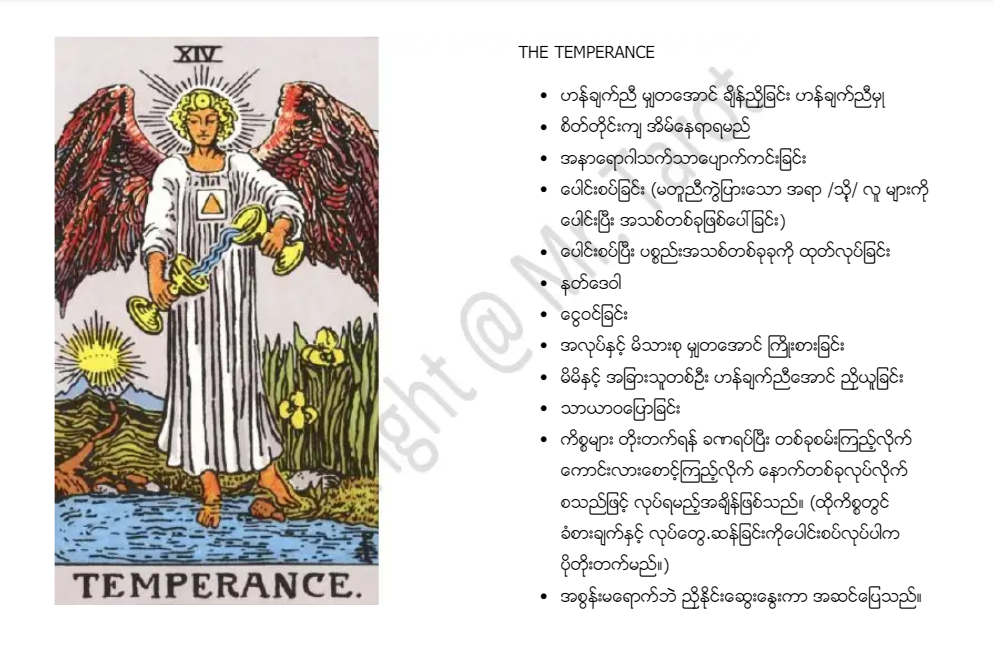 XIV
TEMPERANCE.
THE TEMPERANCE
• ဟန်ချက်ညီ မျှတအောင် ချိန်ညှိခြင်း ဟန်ချက်ညီမှု
• စိတ်တိုင်းကျ အိမ်နေရာရမည်
• အနာရောဂါသက်သာပျောက်ကင်းခြင်း
• ပေါင်းစပ်ခြင်း (မတူညီကွဲပြားသော အရာ /သို့/ လူ များကို
ပေါင်းပြီး အသစ်တစ်ခုဖြစ်ပေါ်ခြင်း)
• ပေါင်းစပ်ပြီး ပစ္စည်းအသစ်တစ်ခုခုကို ထုတ်လုပ်ခြင်း
• နတ်ဒေဝါ
• ငွေဝင်ခြင်း
• အလုပ်နှင့် မိသားစု မျှတအောင် ကြိုးစားခြင်း
• မိမိနှင့် အခြားသူတစ်ဦး ဟန်ချက်ညီအောင် ညှိယူခြင်း
• သာယာဝပြောခြင်း
• ကိစ္စများ တိုးတက်ရန် ခဏရပ်ပြီး တစ်ခုစမ်းကြည့်လိုက်
ကောင်းလားစောင့်ကြည့်လိုက် နောက်တစ်ခုလုပ်လိုက်
စသည်ဖြင့် လုပ်ရမည့်အချိန်ဖြစ်သည်။ (ထိုကိစ္စတွင်
ခံစားချက်နှင့် လုပ်တွေ့.ဆန်ခြင်းကိုပေါင်းစပ်လုပ်ပါက
ပိုတိုးတက်မည်။)
• အစွန်းမရောက်ဘဲ ညှိနှိုင်းဆွေးနွေးကာ အဆင်ပြေသည်။
ght @ Mr. Tarot